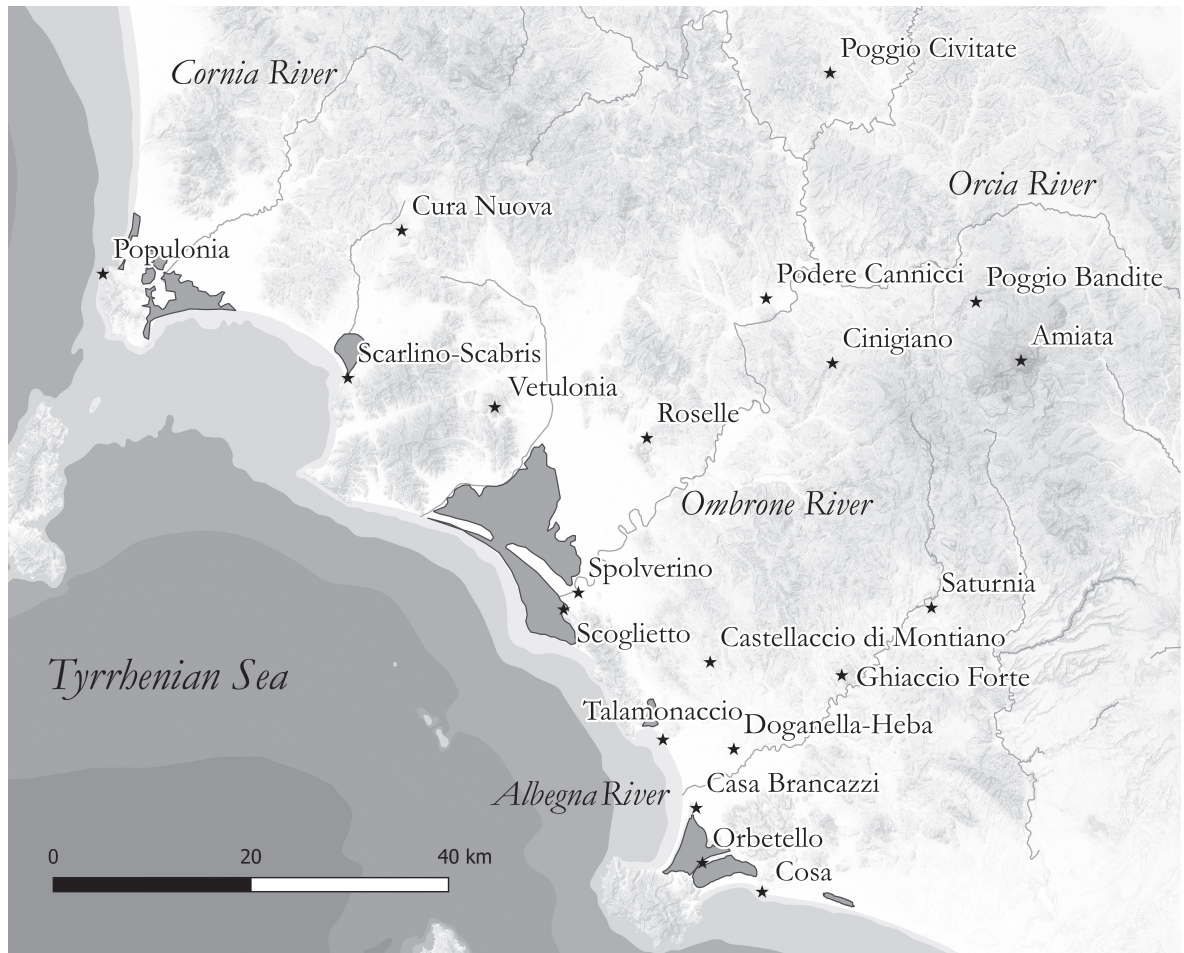 Poggio Civitate
Cornia River
Orcia River
Cura Nuova
Populonia
Podere Cannicci
Poggio Bandite
Cinigiano
Amiata
Scarlino-Scabris
Vetulonia
Roselle
Ombrone River
Spolverino
Saturnia
Scoglietto
Castellaccio di Montiano
Tyrrhenian Sea
Ghiaccio Forte
Talamonaccio
Doganella-Heba
Albegna River
Casa Brancazzi
Orbetello
0 20 40 km
Cosa